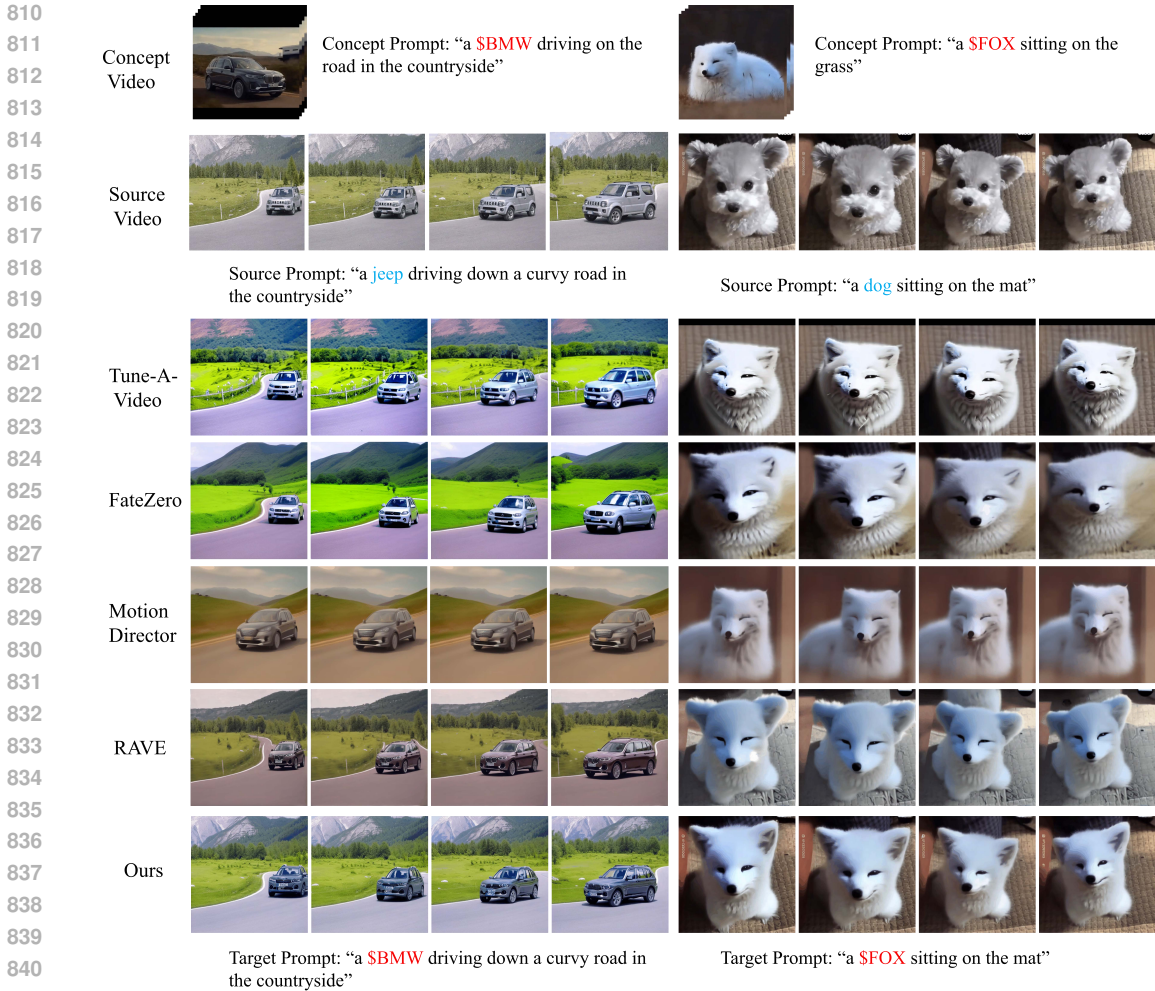 810
811
812
813
814
815
816
817
818
819
820
821
822
823
824
825
826
827
828
829
830
831
832
833
834
835
836
837
838
839
840
Concept
Video
Concept Prompt: “a $BMW driving on the
road in the countryside”
Concept Prompt: “a $FOX sitting on the
grass”
Source
Video
Source Prompt: “a jeep driving down a curvy road in
the countryside”
Source Prompt: “a dog sitting on the mat”
Tune-A-
Video
FateZero
Motion
Director
RAVE
Ours
Target Prompt: “a $BMW driving down a curvy road in
the countryside”
Target Prompt: “a $FOX sitting on the mat”